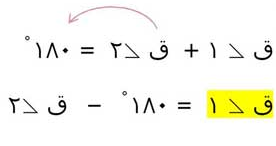 ق ∠ ١ + ق ∠ ٢ = ١٨٠°
ق ∠ ١ = ١٨٠° − ق ∠ ٢